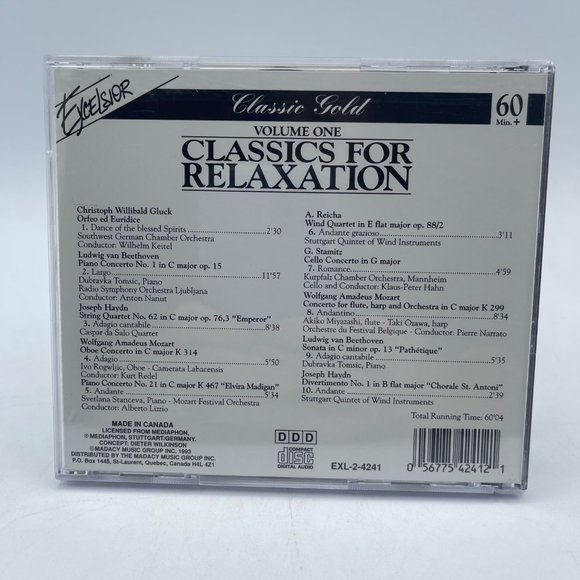 Excelsior
Classic Gold
60
Min. +
VOLUME ONE
CLASSICS FOR
RELAXATION
Christoph Willibald Gluck
Orfeo ed Euridice
1. Dance of the blessed Spirits 2'30
Southwest German Chamber Orchestra
Conductor: Wilhelm Keitel
Ludwig van Beethoven
Piano Concerto No. 1 in C major op. 15
2. Largo 11'57
Dubravka Tomsic, Piano
Radio Symphony Orchestra Ljubljana
Conductor: Anton Nanut
Joseph Haydn
String Quartet No. 62 in C major op. 76,3 "Emperor"
3. Adagio cantabile 8'38
Caspar da Salo Quartet
Wolfgang Amadeus Mozart
Oboe Concerto in C major K 314
4. Adagio 5'50
Ivo Rogwljic, Oboe - Camerata Labacensis
Conductor: Kurt Redel
Piano Concerto No. 21 in C major K 467 "Elvira Madigan"
5. Andante 5'34
Svetlana Stanceva, Piano - Mozart Festival Orchestra
Conductor: Alberto Lizzio
A. Reicha
Wind Quartet in E flat major op. 88/2
6. Andante grazioso 3'11
Stuttgart Quintet of Wind Instruments
G. Stamitz
Cello Concerto in G major
7. Romance 4'59
Kurpfalz Chamber Orchestra, Mannheim
Cello and Conductor: Klaus-Peter Hahn
Wolfgang Amadeus Mozart
Concerto for flute, harp and Orchestra in C major K 299
8. Andantino 8'34
Akiko Miyazashi, flute - Taki Ozawa, harp
Orchestre du Festival Belgique - Conductor: Pierre Narrato
Ludwig van Beethoven
Sonata in C minor op. 13 "Pathétique"
9. Adagio cantabile 5'35
Dubravka Tomsic, Piano
Joseph Haydn
Divertimento No. 1 in B flat major "Chorale St. Antoni"
10. Andante 2'39
Stuttgart Quintet of Wind Instruments
Total Running Time: 60'04
MADE IN CANADA
LICENSED FROM MEDIAPHON,
℗MEDIAPHON, STUTTGART/GERMANY.
CONCEPT: DIETER WILKINSON
©MADACY MUSIC GROUP INC. 1993
DISTRIBUTED BY THE MADACY MUSIC GROUP INC.
P.O. Box 1445, St-Laurent, Quebec, Canada H4L 4Z1
DDD
COMPACT
disc
DIGITAL AUDIO
EXL-2-4241
0 56775 42412 1